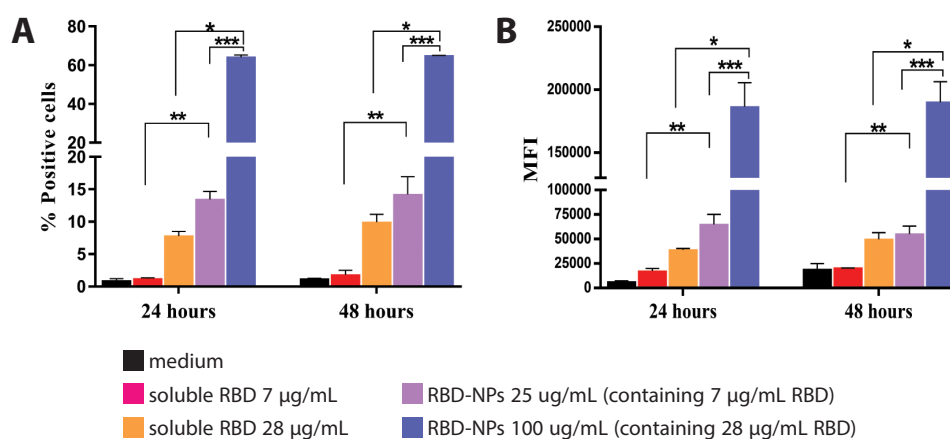 A
% Positive cells
80
60
40
20
20
15
10
5
0
*
***
**
*
***
**
24 hours
48 hours
B
MFI
250000
200000
150000
100000
100000
75000
50000
25000
0
*
***
**
*
***
**
24 hours
48 hours
medium
soluble RBD 7 µg/mL
soluble RBD 28 µg/mL
RBD-NPs 25 ug/mL (containing 7 µg/mL RBD)
RBD-NPs 100 ug/mL (containing 28 µg/mL RBD)